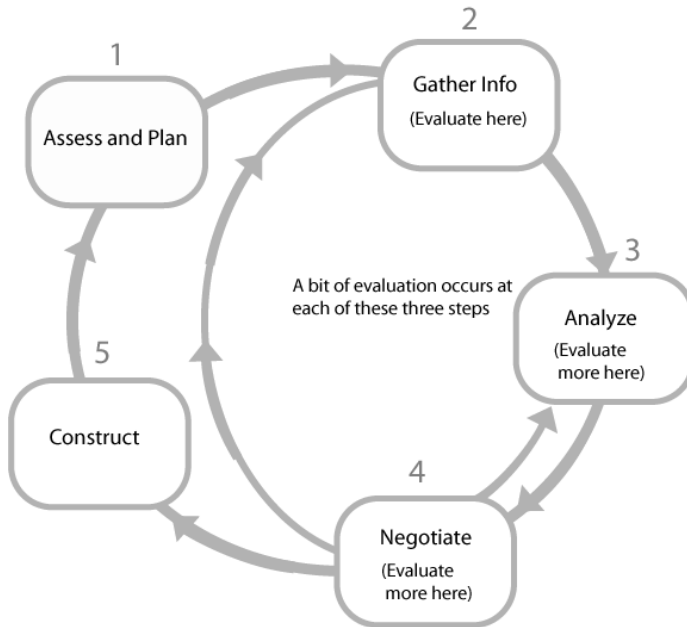 1
Assess and Plan
2
Gather Info
(Evaluate here)
3
Analyze
(Evaluate
more here)
A bit of evaluation occurs at
each of these three steps
4
Negotiate
(Evaluate
more here)
5
Construct